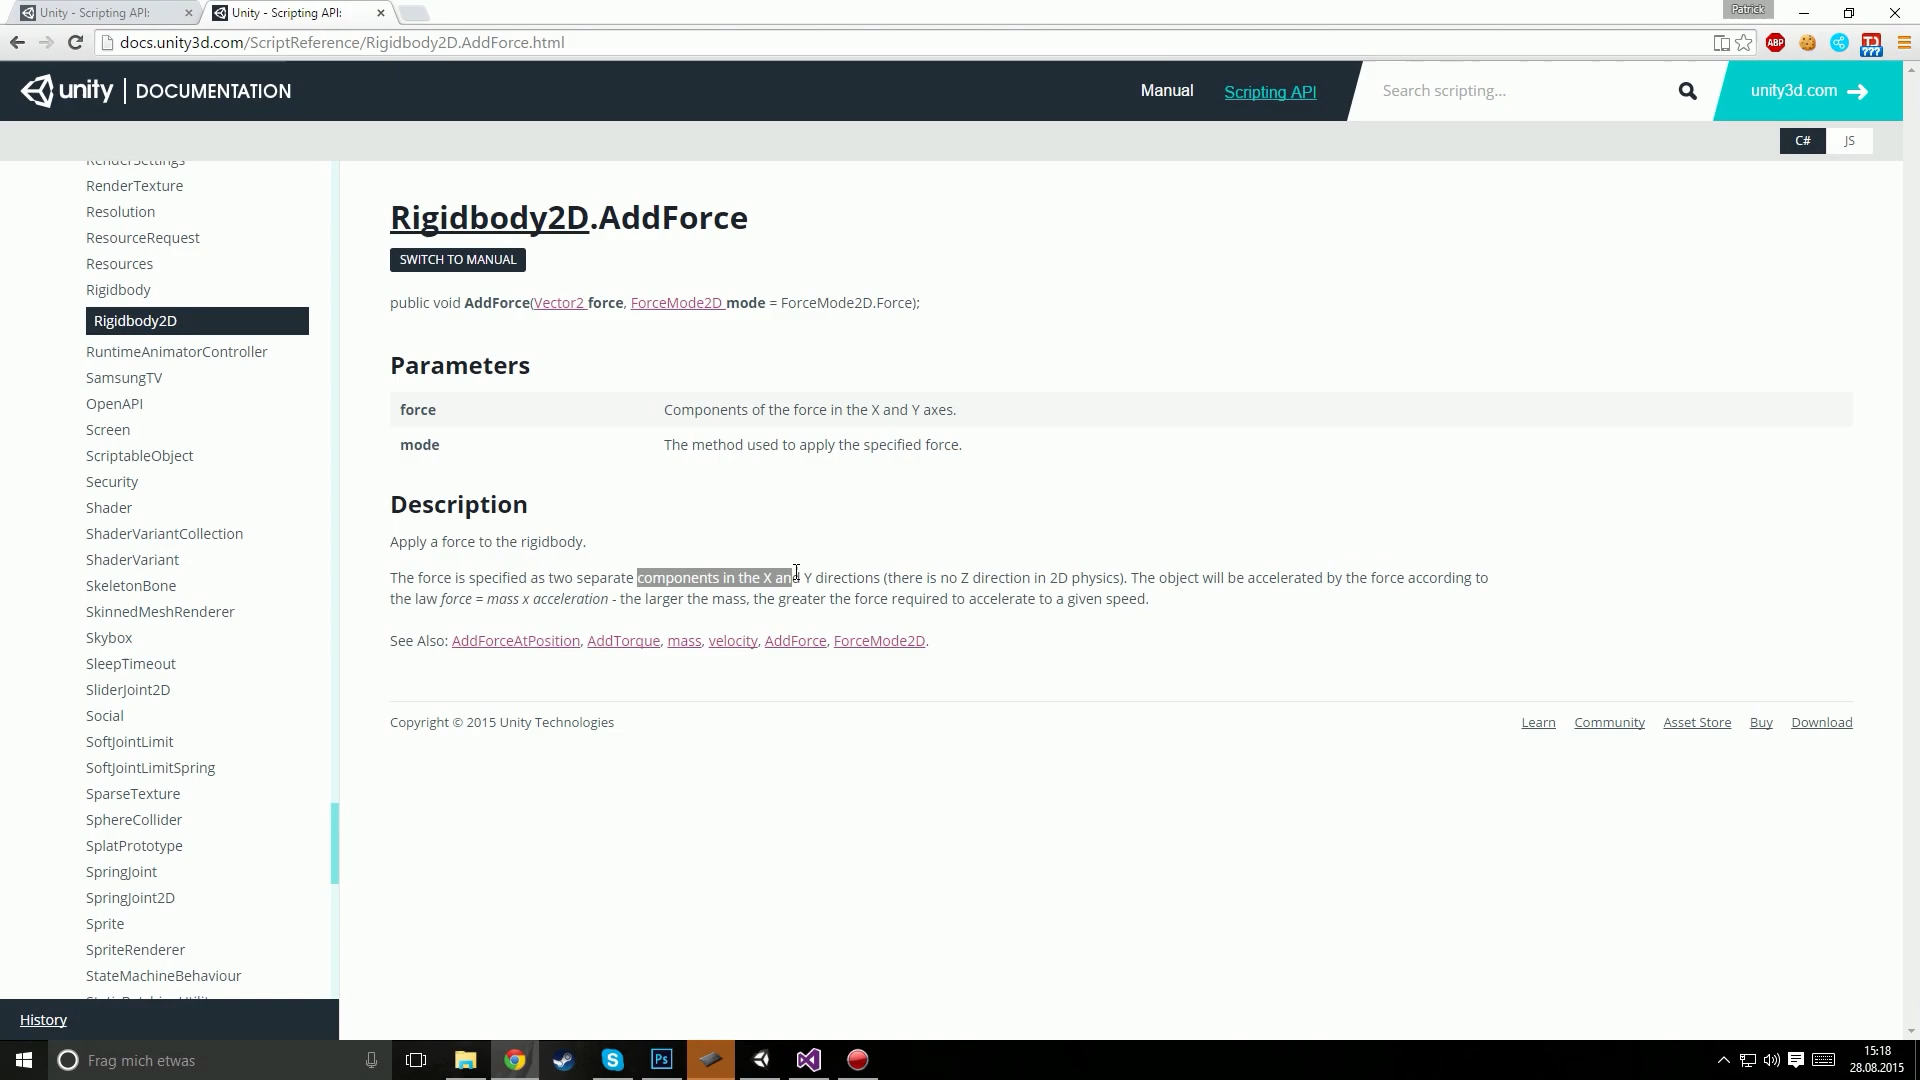 Unity - Scripting API:
Unity - Scripting API:
Patrick
docs.unity3d.com/ScriptReference/Rigidbody2D.AddForce.html
ABP
???
unity | DOCUMENTATION
Manual
Scripting API
Search scripting...
unity3d.com
C#
JS
RenderSettings
RenderTexture
Resolution
ResourceRequest
Resources
Rigidbody
Rigidbody2D
RuntimeAnimatorController
SamsungTV
OpenAPI
Screen
ScriptableObject
Security
Shader
ShaderVariantCollection
ShaderVariant
SkeletonBone
SkinnedMeshRenderer
Skybox
SleepTimeout
SliderJoint2D
Social
SoftJointLimit
SoftJointLimitSpring
SparseTexture
SphereCollider
SplatPrototype
SpringJoint
SpringJoint2D
Sprite
SpriteRenderer
StateMachineBehaviour
History
Rigidbody2D.AddForce
SWITCH TO MANUAL
public void AddForce(Vector2 force, ForceMode2D mode = ForceMode2D.Force);
Parameters
force Components of the force in the X and Y axes.
mode The method used to apply the specified force.
Description
Apply a force to the rigidbody.
The force is specified as two separate components in the X and Y directions (there is no Z direction in 2D physics). The object will be accelerated by the force according to
the law force = mass x acceleration - the larger the mass, the greater the force required to accelerate to a given speed.
See Also: AddForceAtPosition, AddTorque, mass, velocity, AddForce, ForceMode2D.
Copyright © 2015 Unity Technologies
Learn Community Asset Store Buy Download
Frag mich etwas
Ps
15:18
28.08.2015